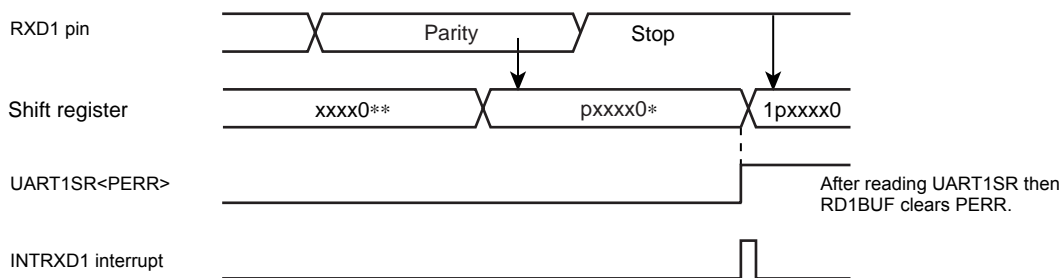 RXD1 pin
Parity
Stop
Shift register
xxxx0**
pxxxx0*
1pxxxx0
UART1SR<PERR>
After reading UART1SR then
RD1BUF clears PERR.
INTRXD1 interrupt